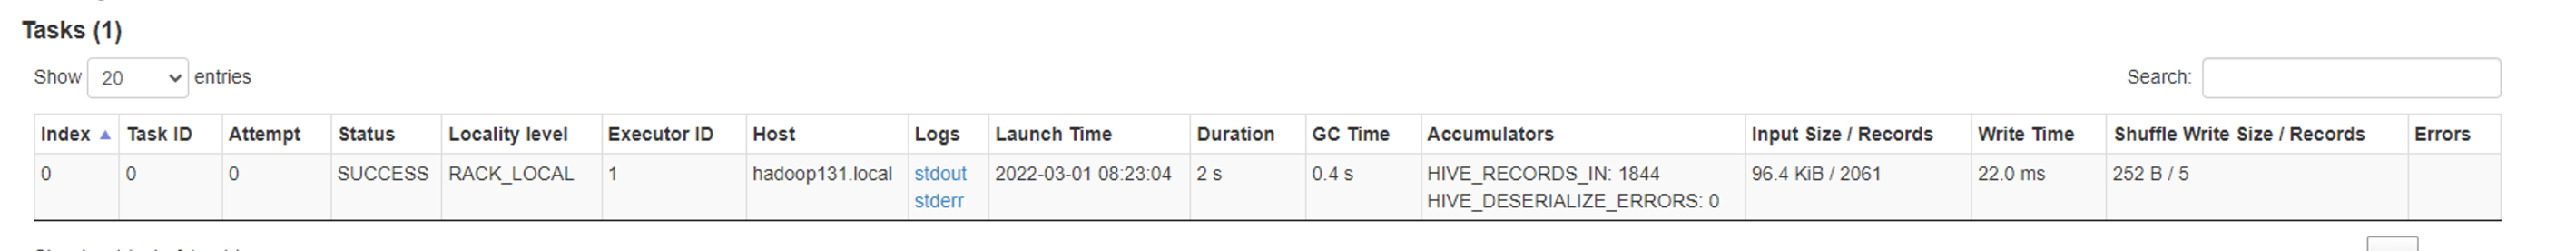 Tasks (1)
Show 20 entries Search:
Index Task ID Attempt Status Locality level Executor ID Host Logs Launch Time Duration GC Time Accumulators Input Size / Records Write Time Shuffle Write Size / Records Errors
0 0 0 SUCCESS RACK_LOCAL 1 hadoop131.local stdout 2022-03-01 08:23:04 2 s 0.4 s HIVE_RECORDS_IN: 1844 96.4 KiB / 2061 22.0 ms 252 B / 5
stderr HIVE_DESERIALIZE_ERRORS: 0